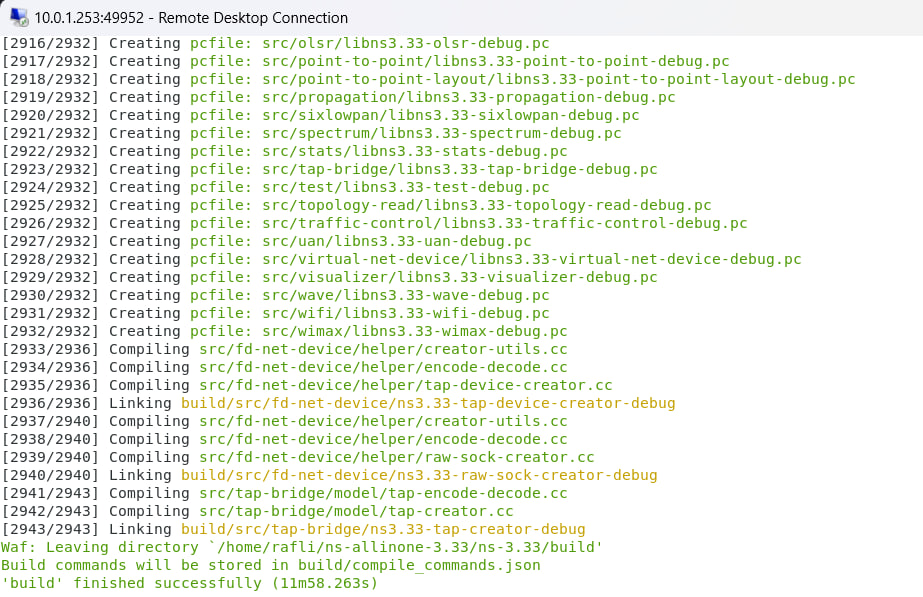 10.0.1.253:49952 - Remote Desktop Connection
[2916/2932] Creating pcfile: src/olsr/libns3.33-olsr-debug.pc
[2917/2932] Creating pcfile: src/point-to-point/libns3.33-point-to-point-debug.pc
[2918/2932] Creating pcfile: src/point-to-point-layout/libns3.33-point-to-point-layout-debug.pc
[2919/2932] Creating pcfile: src/propagation/libns3.33-propagation-debug.pc
[2920/2932] Creating pcfile: src/sixlowpan/libns3.33-sixlowpan-debug.pc
[2921/2932] Creating pcfile: src/spectrum/libns3.33-spectrum-debug.pc
[2922/2932] Creating pcfile: src/stats/libns3.33-stats-debug.pc
[2923/2932] Creating pcfile: src/tap-bridge/libns3.33-tap-bridge-debug.pc
[2924/2932] Creating pcfile: src/test/libns3.33-test-debug.pc
[2925/2932] Creating pcfile: src/topology-read/libns3.33-topology-read-debug.pc
[2926/2932] Creating pcfile: src/traffic-control/libns3.33-traffic-control-debug.pc
[2927/2932] Creating pcfile: src/uan/libns3.33-uan-debug.pc
[2928/2932] Creating pcfile: src/virtual-net-device/libns3.33-virtual-net-device-debug.pc
[2929/2932] Creating pcfile: src/visualizer/libns3.33-visualizer-debug.pc
[2930/2932] Creating pcfile: src/wave/libns3.33-wave-debug.pc
[2931/2932] Creating pcfile: src/wifi/libns3.33-wifi-debug.pc
[2932/2932] Creating pcfile: src/wimax/libns3.33-wimax-debug.pc
[2933/2936] Compiling src/fd-net-device/helper/creator-utils.cc
[2934/2936] Compiling src/fd-net-device/helper/encode-decode.cc
[2935/2936] Compiling src/fd-net-device/helper/tap-device-creator.cc
[2936/2936] Linking build/src/fd-net-device/ns3.33-tap-device-creator-debug
[2937/2940] Compiling src/fd-net-device/helper/creator-utils.cc
[2938/2940] Compiling src/fd-net-device/helper/encode-decode.cc
[2939/2940] Compiling src/fd-net-device/helper/raw-sock-creator.cc
[2940/2940] Linking build/src/fd-net-device/ns3.33-raw-sock-creator-debug
[2941/2943] Compiling src/tap-bridge/model/tap-encode-decode.cc
[2942/2943] Compiling src/tap-bridge/model/tap-creator.cc
[2943/2943] Linking build/src/tap-bridge/ns3.33-tap-creator-debug
Waf: Leaving directory `/home/rafli/ns-allinone-3.33/ns-3.33/build'
Build commands will be stored in build/compile_commands.json
'build' finished successfully (11m58.263s)